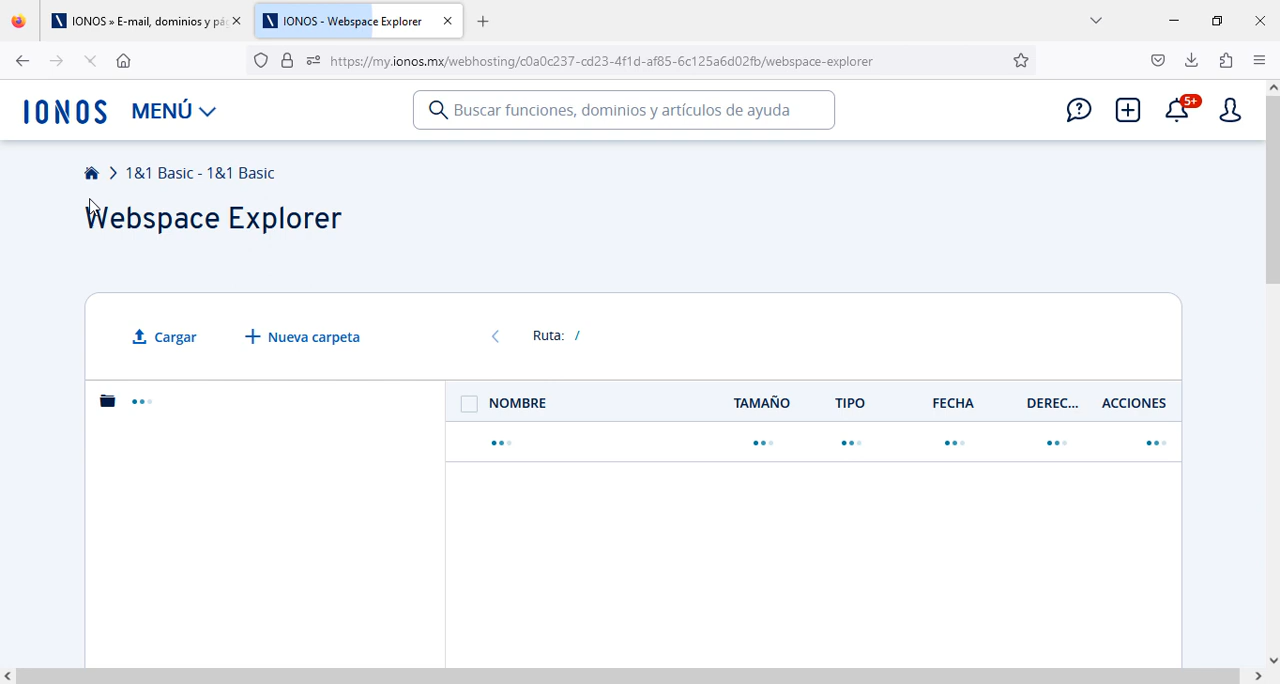 IONOS » E-mail, dominios y pá
IONOS - Webspace Explorer
https://my.ionos.mx/webhosting/c0a0c237-cd23-4f1d-af85-6c125a6d02fb/webspace-explorer
IONOS MENÚ
Buscar funciones, dominios y artículos de ayuda
5+
1&1 Basic - 1&1 Basic
Webspace Explorer
Cargar
Nueva carpeta
Ruta: /
NOMBRE TAMAÑO TIPO FECHA DEREC... ACCIONES